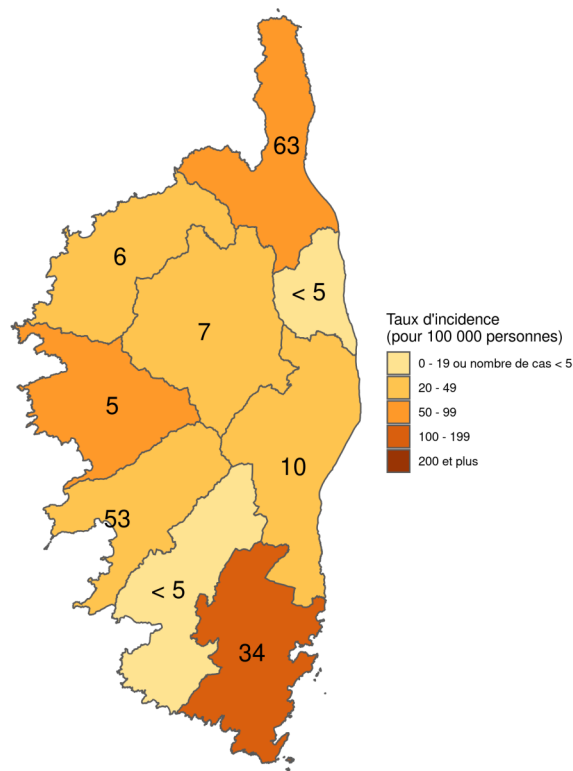 63
6
< 5
7
Taux d'incidence
(pour 100 000 personnes)
0 - 19 ou nombre de cas < 5
20 - 49
50 - 99
100 - 199
200 et plus
5
10
53
< 5
34